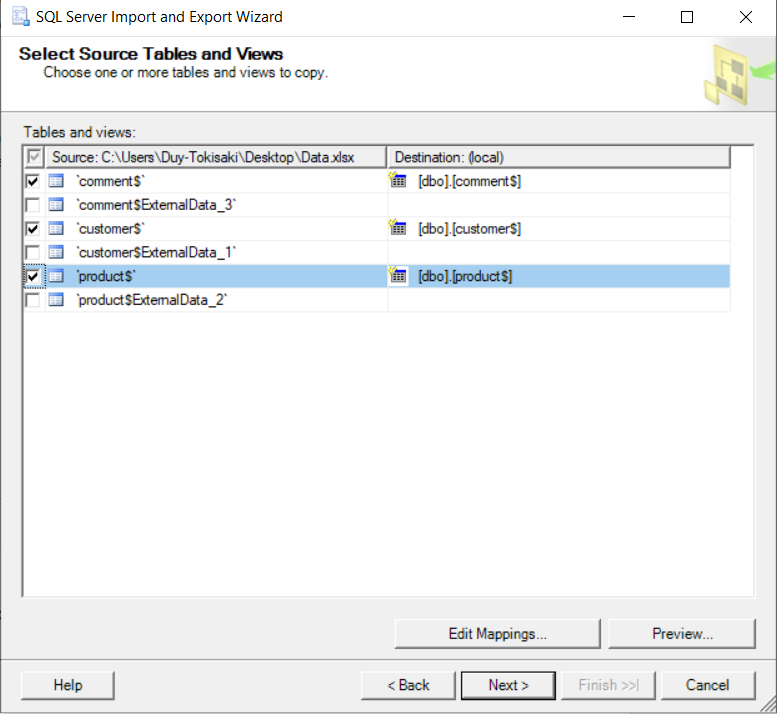 SQL Server Import and Export Wizard
Select Source Tables and Views
Choose one or more tables and views to copy.
Tables and views:
Source: C:\Users\Duy-Tokisaki\Desktop\Data.xlsx Destination: (local)
`comment$` [dbo].[comment$]
`comment$ExternalData_3`
`customer$` [dbo].[customer$]
`customer$ExternalData_1`
`product$` [dbo].[product$]
`product$ExternalData_2`
Edit Mappings... Preview...
Help < Back Next > Finish >>| Cancel